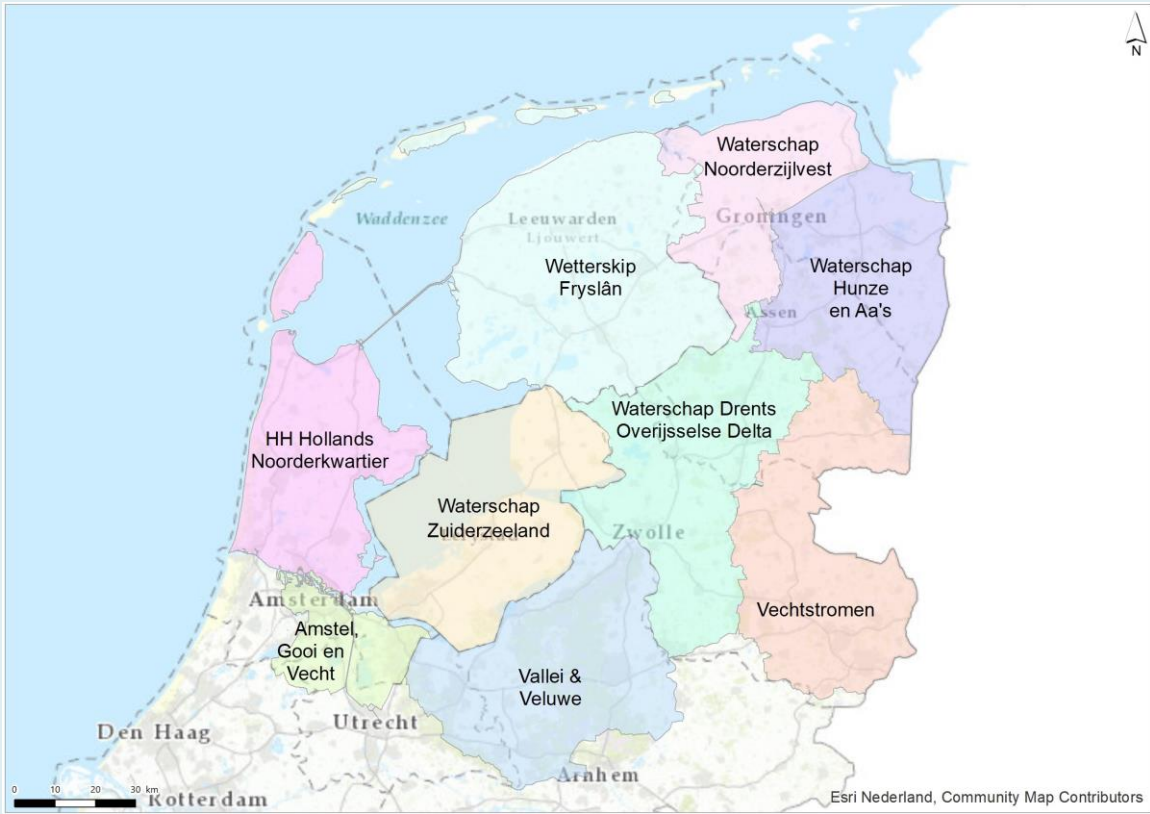 N
Waterschap
Noorderzijlvest
Waddenzee
Leeuwarden
Ljouwert
Groningen
Wetterskip
Fryslân
Waterschap
Hunze
en Aa's
Assen
Waterschap Drents
Overijsselse Delta
HH Hollands
Noorderkwartier
Waterschap
Zuiderzeeland
Zwolle
Amsterdam
Vechtstromen
Amstel,
Gooi en
Vecht
Vallei &
Veluwe
Utrecht
Den Haag
Arnhem
0 10 20 30 km
Rotterdam
Esri Nederland, Community Map Contributors